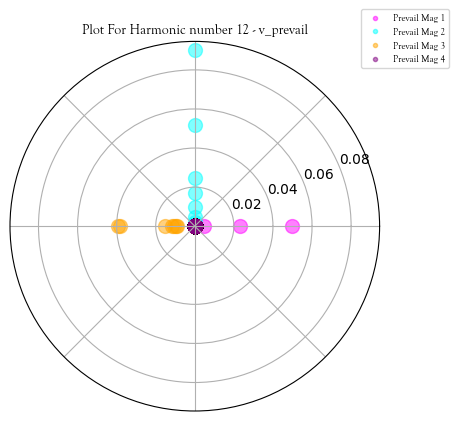 Plot For Harmonic number 12 - v_prevail
Prevail Mag 1
Prevail Mag 2
Prevail Mag 3
Prevail Mag 4
0.08
0.06
0.04
0.02